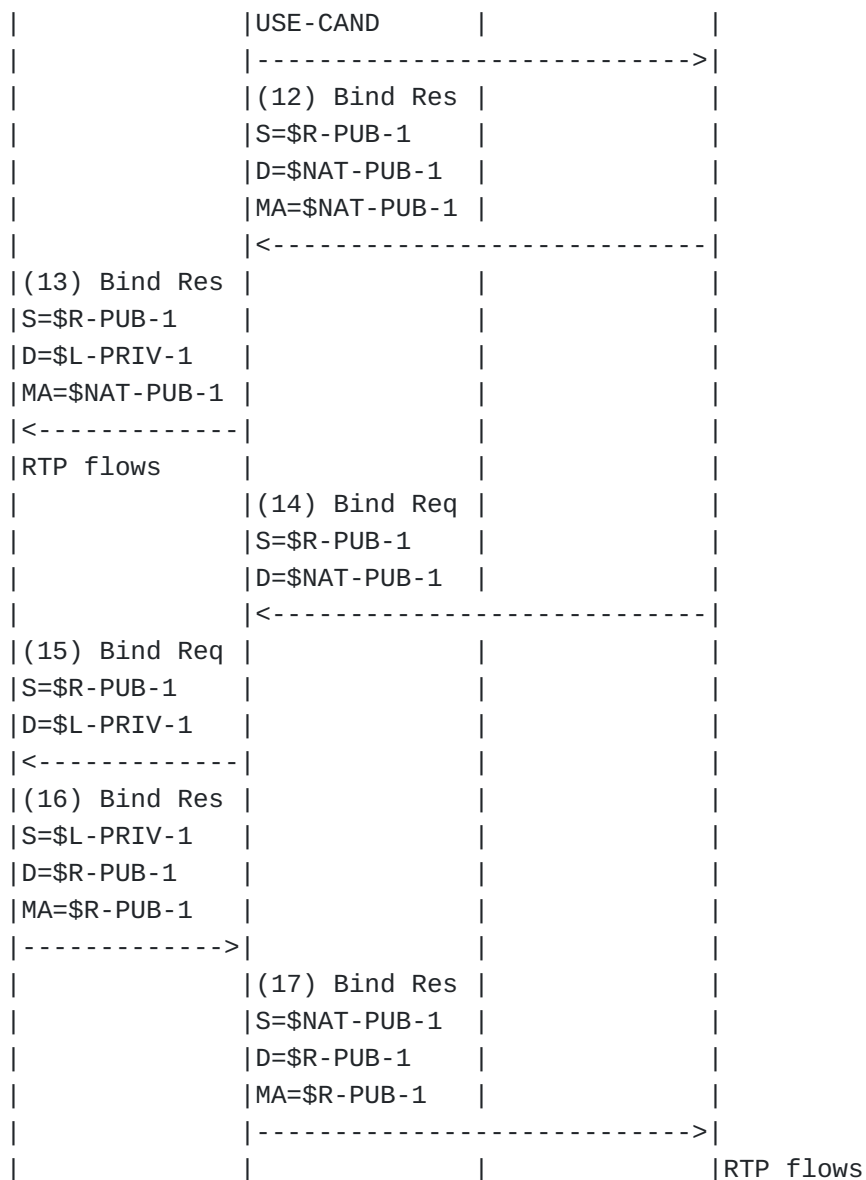 |             |USE-CAND     |             |
|             |---------------------------->|
|             |(12) Bind Res |             |
|             |S=$R-PUB-1   |             |
|             |D=$NAT-PUB-1 |             |
|             |MA=$NAT-PUB-1 |             |
|             |<----------------------------|
|(13) Bind Res |             |             |
|S=$R-PUB-1   |             |             |
|D=$L-PRIV-1  |             |             |
|MA=$NAT-PUB-1 |             |             |
|<-------------|             |             |
|RTP flows    |             |             |
|             |(14) Bind Req |             |
|             |S=$R-PUB-1   |             |
|             |D=$NAT-PUB-1 |             |
|             |<----------------------------|
|(15) Bind Req |             |             |
|S=$R-PUB-1   |             |             |
|D=$L-PRIV-1  |             |             |
|<-------------|             |             |
|(16) Bind Res |             |             |
|S=$L-PRIV-1  |             |             |
|D=$R-PUB-1   |             |             |
|MA=$R-PUB-1  |             |             |
|------------->|             |             |
|             |(17) Bind Res |             |
|             |S=$NAT-PUB-1 |             |
|             |D=$R-PUB-1   |             |
|             |MA=$R-PUB-1  |             |
|             |---------------------------->|
|             |             |             |RTP flows